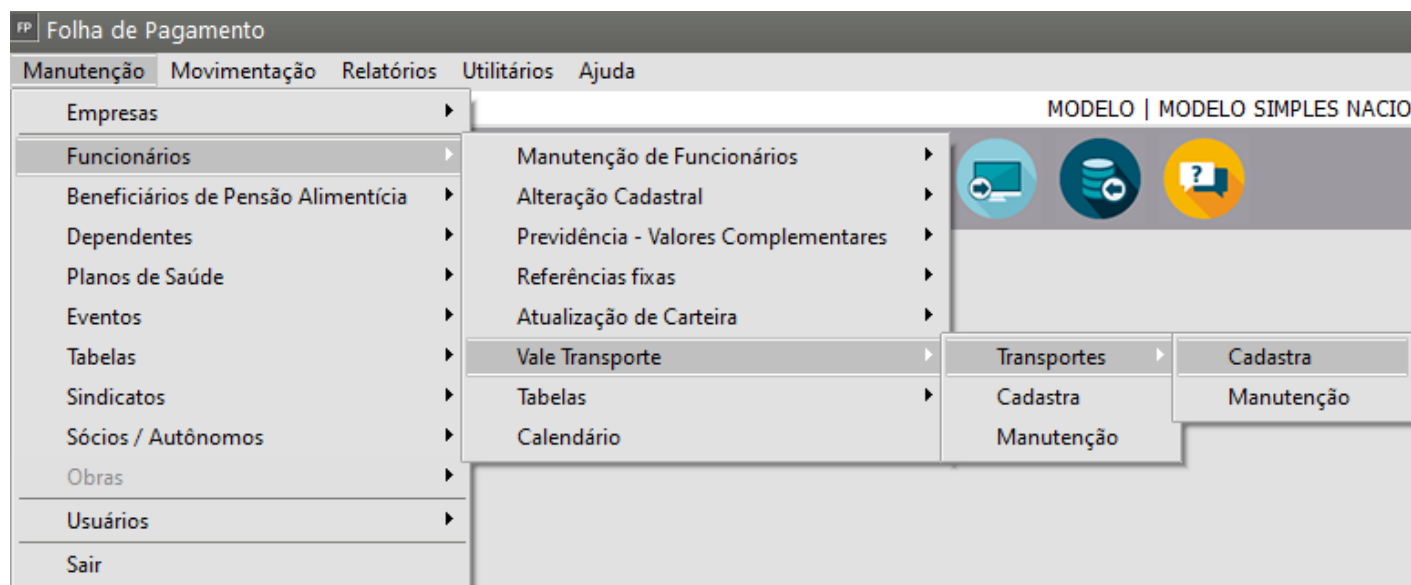 FP Folha de Pagamento
Manutenção Movimentação Relatórios Utilitários Ajuda
MODELO | MODELO SIMPLES NACIO
Empresas
Funcionários
Beneficiários de Pensão Alimentícia
Dependentes
Planos de Saúde
Eventos
Tabelas
Sindicatos
Sócios / Autônomos
Obras
Usuários
Sair
Manutenção de Funcionários
Alteração Cadastral
Previdência - Valores Complementares
Referências fixas
Atualização de Carteira
Vale Transporte
Tabelas
Calendário
Transportes
Cadastra
Manutenção
Cadastra
Manutenção
?